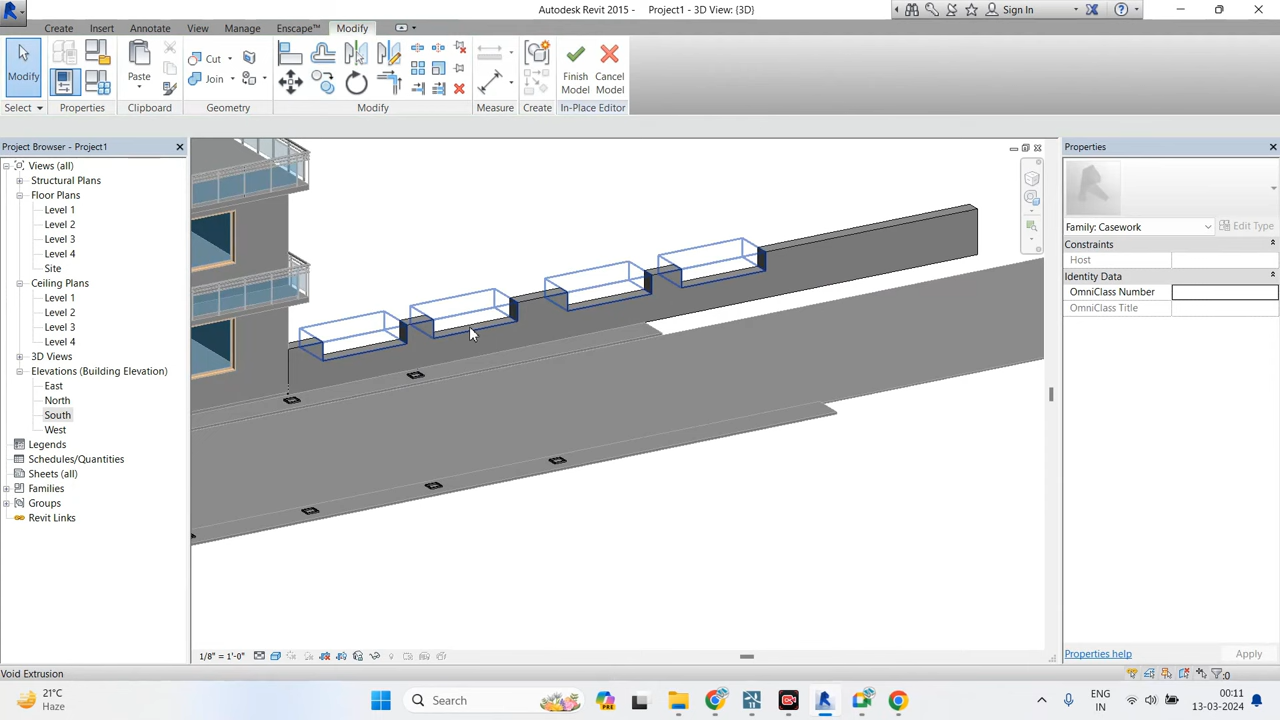 Autodesk Revit 2015 - Project1 - 3D View: {3D}
Sign In
Create Insert Annotate View Manage Enscape™ Modify
Modify Paste Cut Join Finish Model Cancel Model
Select Properties Clipboard Geometry Modify Measure Create In-Place Editor
Project Browser - Project1
Views (all)
Structural Plans
Floor Plans
Level 1
Level 2
Level 3
Level 4
Site
Ceiling Plans
Level 1
Level 2
Level 3
Level 4
3D Views
Elevations (Building Elevation)
East
North
South
West
Legends
Schedules/Quantities
Sheets (all)
Families
Groups
Revit Links
Properties
Family: Casework
Edit Type
Constraints
Host
Identity Data
OmniClass Number
OmniClass Title
Properties help
Apply
1/8" = 1'-0"
Void Extrusion
:0
21°C
Haze
Search
PRE
ENG
IN
00:11
13-03-2024